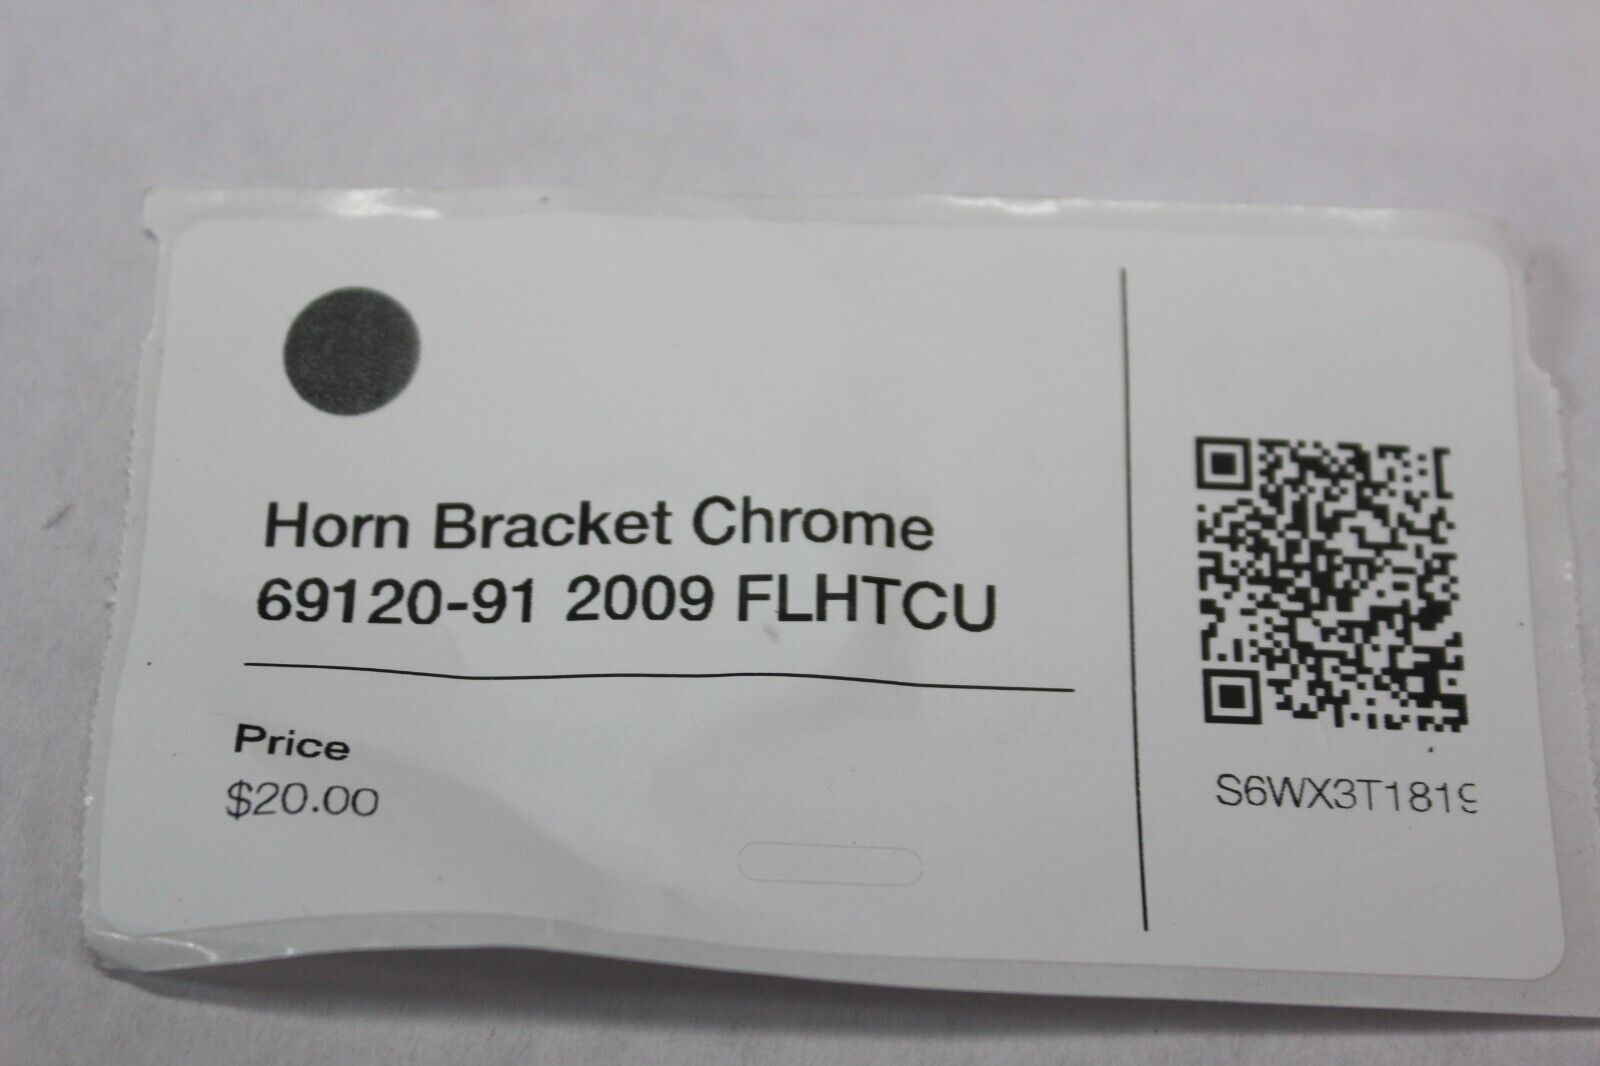 Horn Bracket Chrome
69120-91 2009 FLHTCU
Price
$20.00
S6WX3T1819